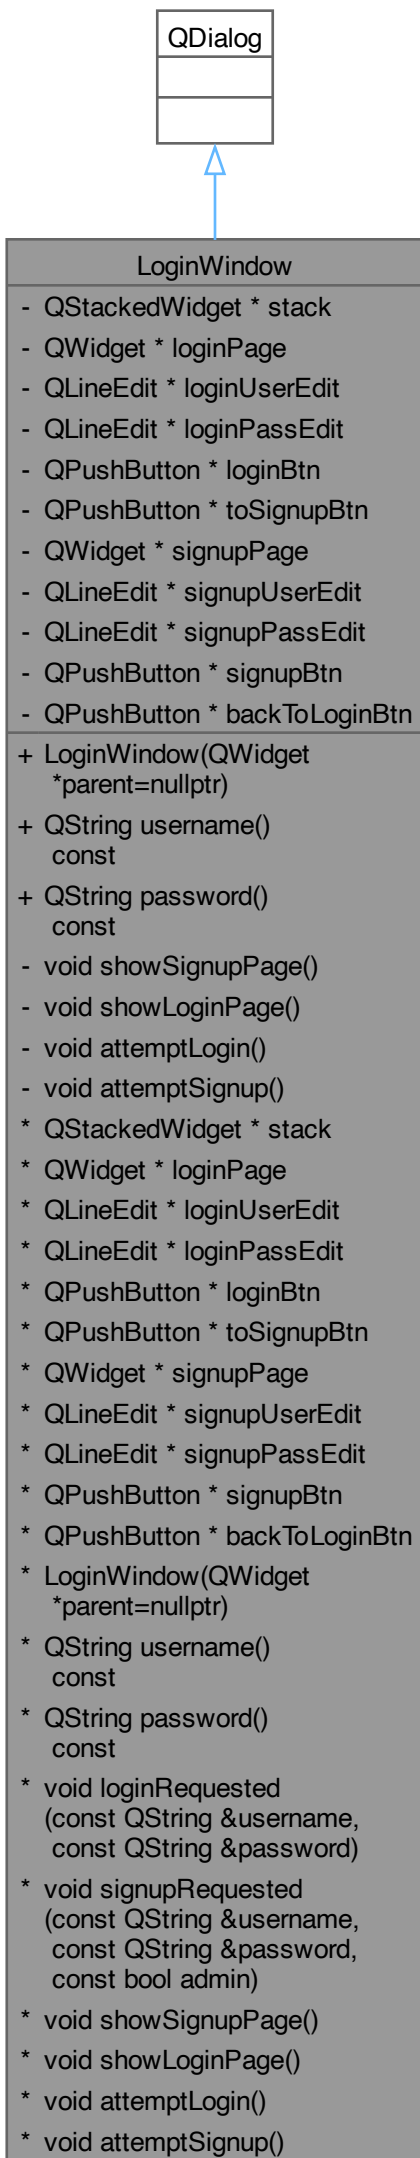 QDialog
LoginWindow
- QStackedWidget * stack
- QWidget * loginPage
- QLineEdit * loginUserEdit
- QLineEdit * loginPassEdit
- QPushButton * loginBtn
- QPushButton * toSignupBtn
- QWidget * signupPage
- QLineEdit * signupUserEdit
- QLineEdit * signupPassEdit
- QPushButton * signupBtn
- QPushButton * backToLoginBtn
+ LoginWindow(QWidget
*parent=nullptr)
+ QString username()
const
+ QString password()
const
- void showSignupPage()
- void showLoginPage()
- void attemptLogin()
- void attemptSignup()
* QStackedWidget * stack
* QWidget * loginPage
* QLineEdit * loginUserEdit
* QLineEdit * loginPassEdit
* QPushButton * loginBtn
* QPushButton * toSignupBtn
* QWidget * signupPage
* QLineEdit * signupUserEdit
* QLineEdit * signupPassEdit
* QPushButton * signupBtn
* QPushButton * backToLoginBtn
* LoginWindow(QWidget
*parent=nullptr)
* QString username()
const
* QString password()
const
* void loginRequested
(const QString &username,
const QString &password)
* void signupRequested
(const QString &username,
const QString &password,
const bool admin)
* void showSignupPage()
* void showLoginPage()
* void attemptLogin()
* void attemptSignup()